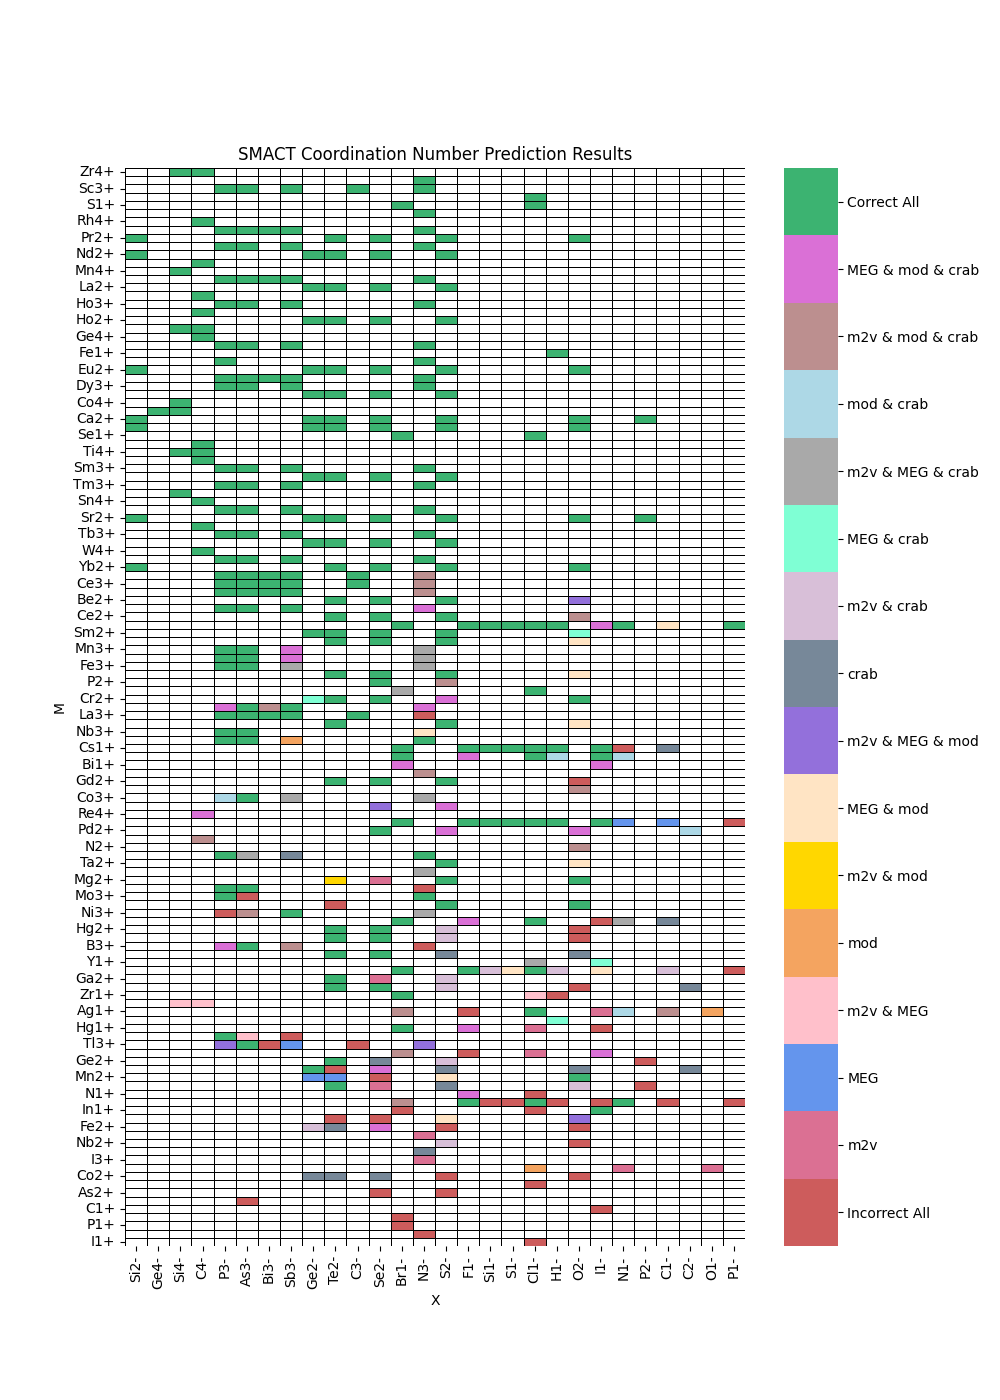 SMACT Coordination Number Prediction Results
Zr4+
Sc3+
S1+
Rh4+
Pr2+
Nd2+
Mn4+
La2+
Ho3+
Ho2+
Ge4+
Fe1+
Eu2+
Dy3+
Co4+
Ca2+
Se1+
Ti4+
Sm3+
Tm3+
Sn4+
Sr2+
Tb3+
W4+
Yb2+
Ce3+
Be2+
Ce2+
Sm2+
Mn3+
Fe3+
P2+
Cr2+
La3+
Nb3+
Cs1+
Bi1+
Gd2+
Co3+
Re4+
Pd2+
N2+
Ta2+
Mg2+
Mo3+
Ni3+
Hg2+
B3+
Y1+
Ga2+
Zr1+
Ag1+
Hg1+
Tl3+
Ge2+
Mn2+
N1+
In1+
Fe2+
Nb2+
I3+
Co2+
As2+
C1+
P1+
I1+
M
Si2-
Ge4-
Si4-
C4-
P3-
As3-
Bi3-
Sb3-
Ge2-
Te2-
C3-
Se2-
Br1-
N3-
S2-
F1-
Si1-
S1-
Cl1-
H1-
O2-
I1-
N1-
P2-
C1-
C2-
O1-
P1-
X
Correct All
MEG & mod & crab
m2v & mod & crab
mod & crab
m2v & MEG & crab
MEG & crab
m2v & crab
crab
m2v & MEG & mod
MEG & mod
m2v & mod
mod
m2v & MEG
MEG
m2v
Incorrect All